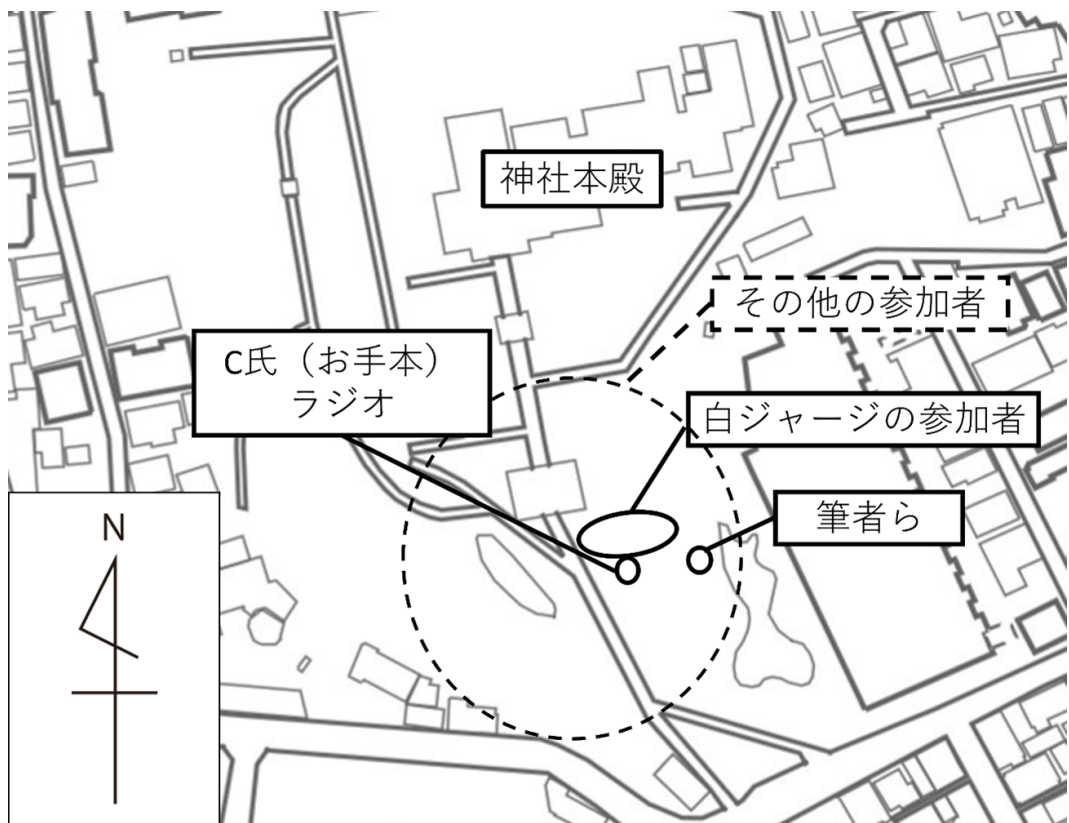 神社本殿
その他の参加者
C氏（お手本）
ラジオ
白ジャージの参加者
筆者ら
N